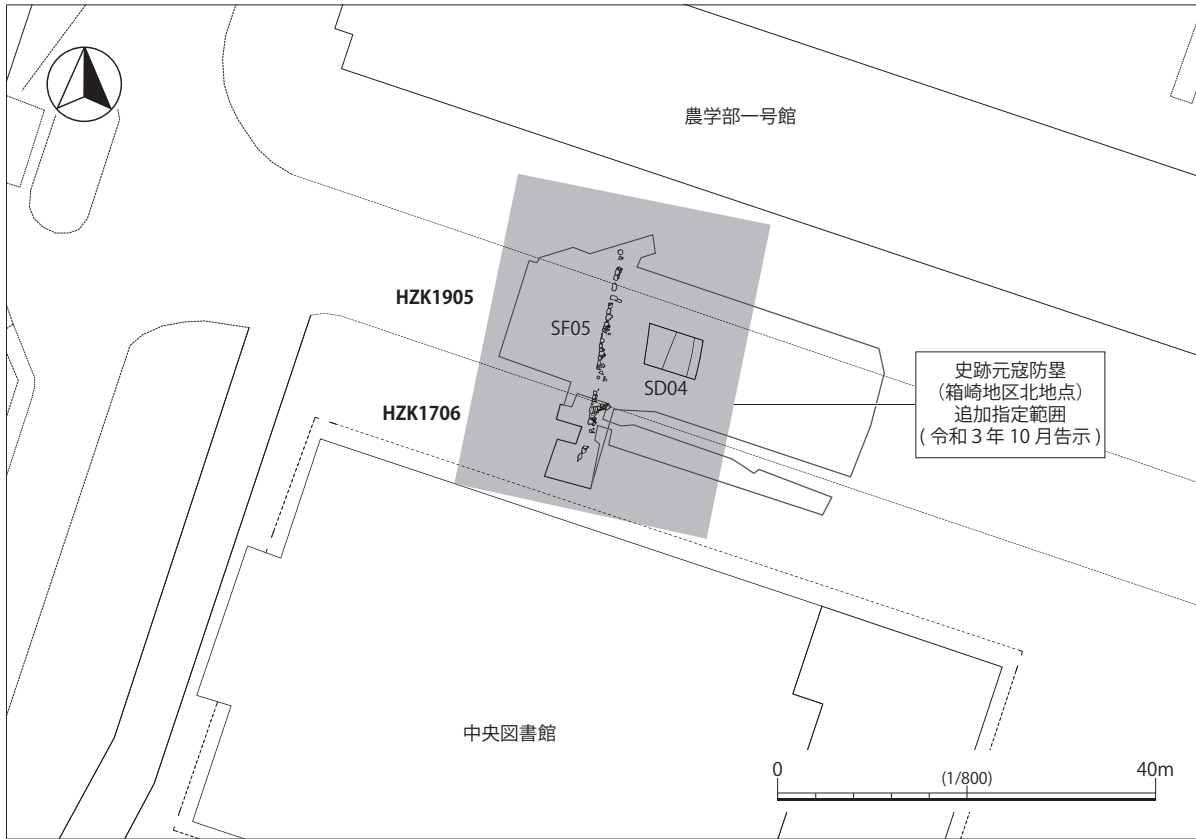 農学部一号館
HZK1905
SF05
SD04
HZK1706
史跡元寇防塁
（箱崎地区北地点）
追加指定範囲
( 令和 3 年 10 月告示 )
中央図書館
0
(1/800)
40m